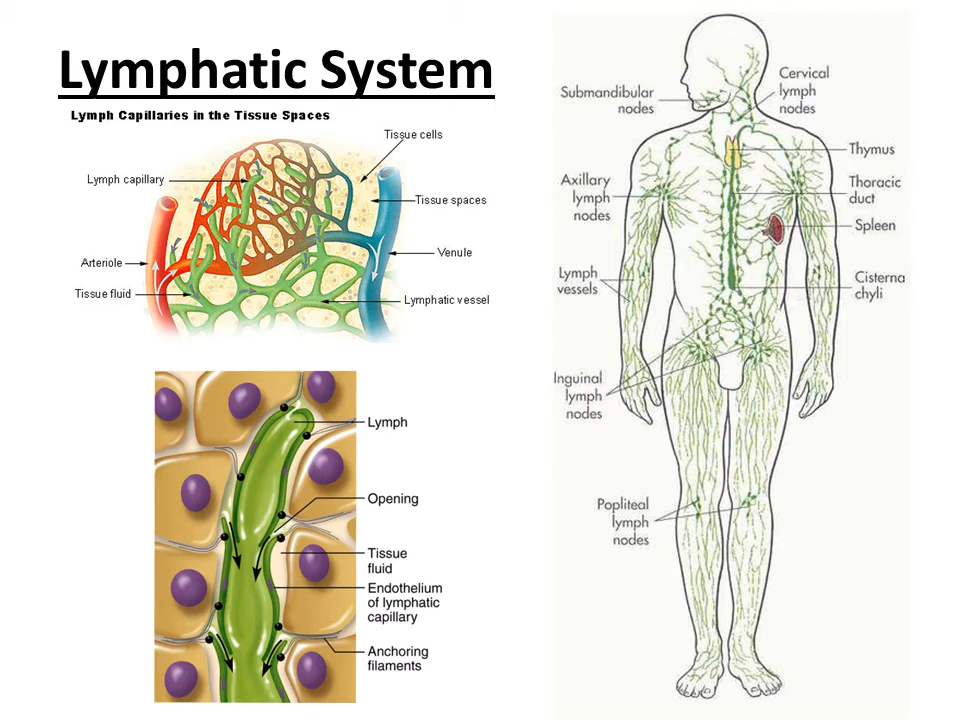 Lymphatic System
Lymph Capillaries in the Tissue Spaces
Tissue cells
Lymph capillary
Tissue spaces
Arteriole
Venule
Tissue fluid
Lymphatic vessel
Lymph
Opening
Tissue
fluid
Endothelium
of lymphatic
capillary
Anchoring
filaments
Cervical
lymph
nodes
Submandibular
nodes
Thymus
Axillary
lymph
nodes
Thoracic
duct
Spleen
Lymph
vessels
Cisterna
chyli
Inguinal
lymph
nodes
Popliteal
lymph
nodes